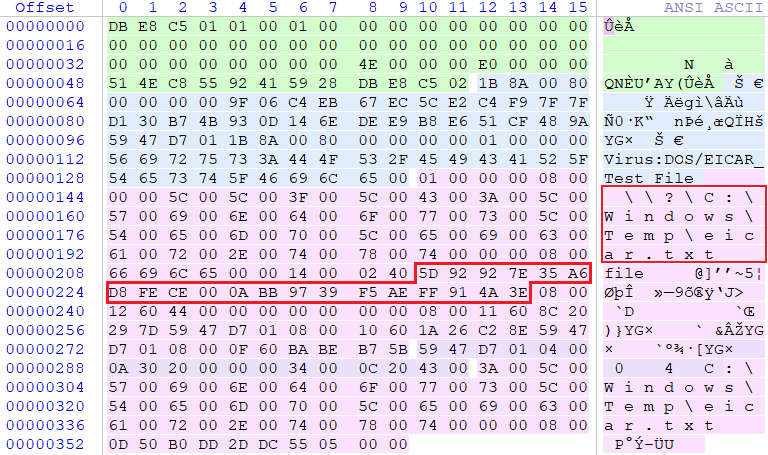 Offset 0 1 2 3 4 5 6 7 8 9 10 11 12 13 14 15 ANSI ASCII
00000000 DB E8 C5 01 01 00 01 00 00 00 00 00 00 00 00 00 ÛèÅ
00000016 00 00 00 00 00 00 00 00 00 00 00 00 00 00 00 00
00000032 00 00 00 00 00 00 00 00 4E 00 00 00 E0 00 00 00 N à
00000048 51 4E C8 55 92 41 59 28 DB E8 C5 02 1B 8A 00 80 QNÈU’AY(ÛèÅ Š €
00000064 00 00 00 00 9F 06 C4 EB 67 EC 5C E2 C4 F9 7F 7F Ÿ Äëgì\âÄù
00000080 D1 30 B7 4B 93 0D 14 6E DE DE E9 B8 E6 51 CF 48 9A Ñ0·K“ nÞé¸æQÏHš
00000096 59 47 D7 01 1B 8A 00 80 00 00 00 00 01 00 00 00 YG× Š €
00000112 56 69 72 75 73 3A 44 4F 53 2F 45 49 43 41 52 5F Virus:DOS/EICAR_
00000128 54 65 73 74 5F 46 69 6C 65 00 01 00 00 00 08 00 Test File
00000144 00 00 5C 00 5C 00 3F 00 5C 00 43 00 3A 00 5C 00 \ \ ? \ C : \
00000160 57 00 69 00 6E 00 64 00 6F 00 77 00 73 00 5C 00 W i n d o w s \
00000176 54 00 65 00 6D 00 70 00 5C 00 65 00 69 00 63 00 T e m p \ e i c
00000192 61 00 72 00 2E 00 74 00 78 00 74 00 00 00 08 00 a r . t x t
00000208 66 69 6C 65 00 00 14 00 02 40 5D 92 92 7E 35 A6 file @]’’~5¦
00000224 D8 FE CE 00 0A BB 97 39 F5 AE FF 91 4A 3E 08 00 ØþÎ »—9õ®ÿ‘J>
00000240 12 60 44 00 00 00 00 00 00 00 08 00 11 60 8C 20 `D `Œ
00000256 29 7D 59 47 D7 01 08 00 10 60 1A 26 C2 8E 59 47 )}YG× ` &ÂŽYG
00000272 D7 01 08 00 0F 60 BA BE B7 5B 59 47 D7 01 04 00 × `º¾·[YG×
00000288 0A 30 20 00 00 00 34 00 0C 20 43 00 3A 00 5C 00 0 4 C : \
00000304 57 00 69 00 6E 00 64 00 6F 00 77 00 73 00 5C 00 W i n d o w s \
00000320 54 00 65 00 6D 00 70 00 5C 00 65 00 69 00 63 00 T e m p \ e i c
00000336 61 00 72 00 2E 00 74 00 78 00 74 00 00 00 08 00 a r . t x t
00000352 0D 50 B0 DD 2D DC 55 05 00 00 P°Ý-ÜU